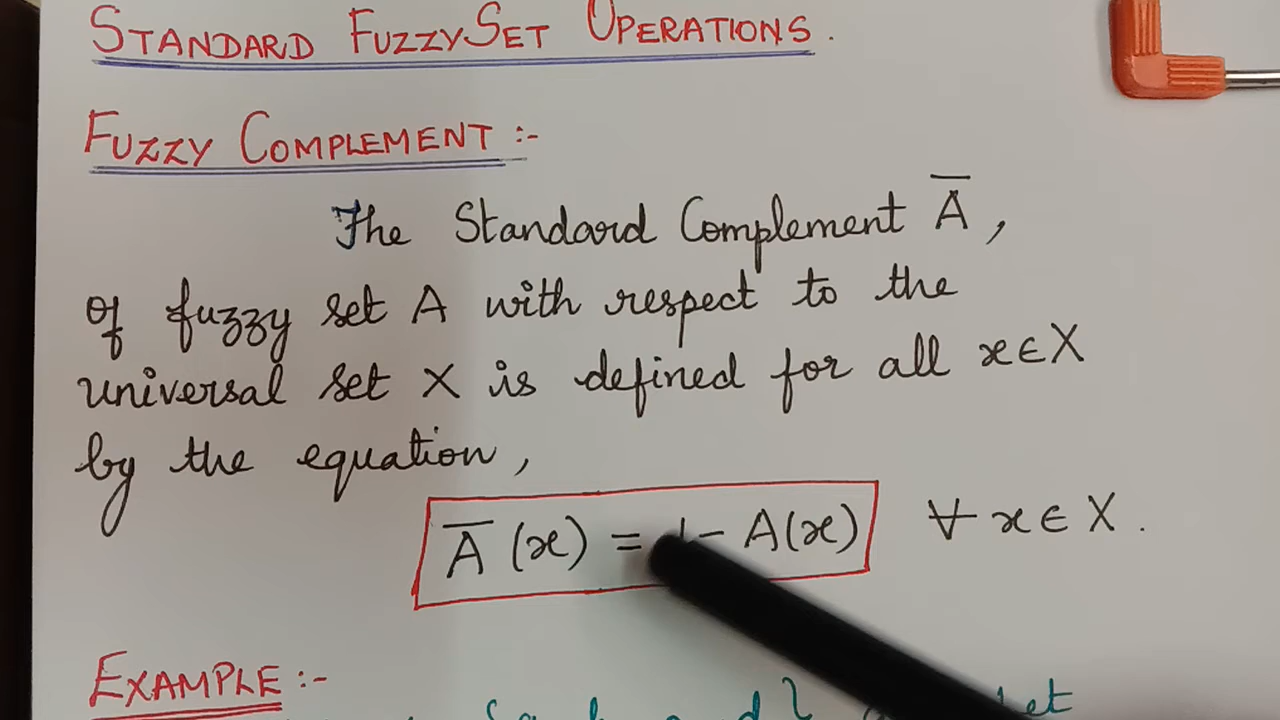 STANDARD FUZZY SET OPERATIONS.
FUZZY COMPLEMENT :-
The Standard Complement A̅,
of fuzzy set A with respect to the
universal set X is defined for all x∈X
by the equation,
A̅(x) = 1- A(x) ∀ x∈X.
EXAMPLE :-